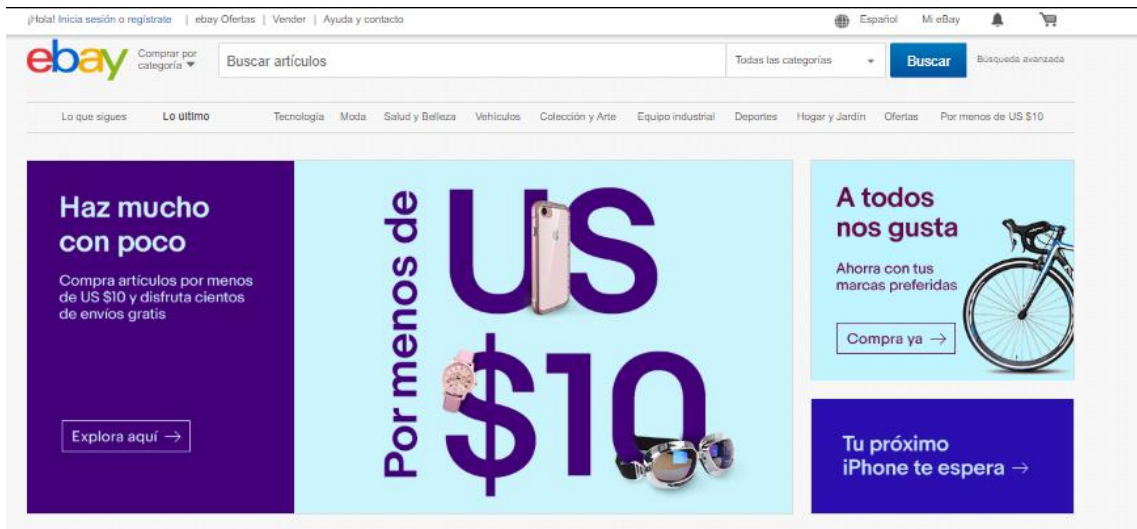 ¡Hola! Inicia sesión o regístrate | ebay Ofertas | Vender | Ayuda y contacto Español Mi eBay
ebay
Comprar por
categoría
Buscar artículos
Todas las categorías
Buscar
Búsqueda avanzada
Lo que sigues Lo último Tecnología Moda Salud y Belleza Vehículos Colección y Arte Equipo industrial Deportes Hogar y Jardín Ofertas Por menos de US $10
Haz mucho
con poco
Compra artículos por menos
de US $10 y disfruta cientos
de envíos gratis
Explora aquí →
Por menos de
US
$10
A todos
nos gusta
Ahorra con tus
marcas preferidas
Compra ya →
Tu próximo
iPhone te espera →